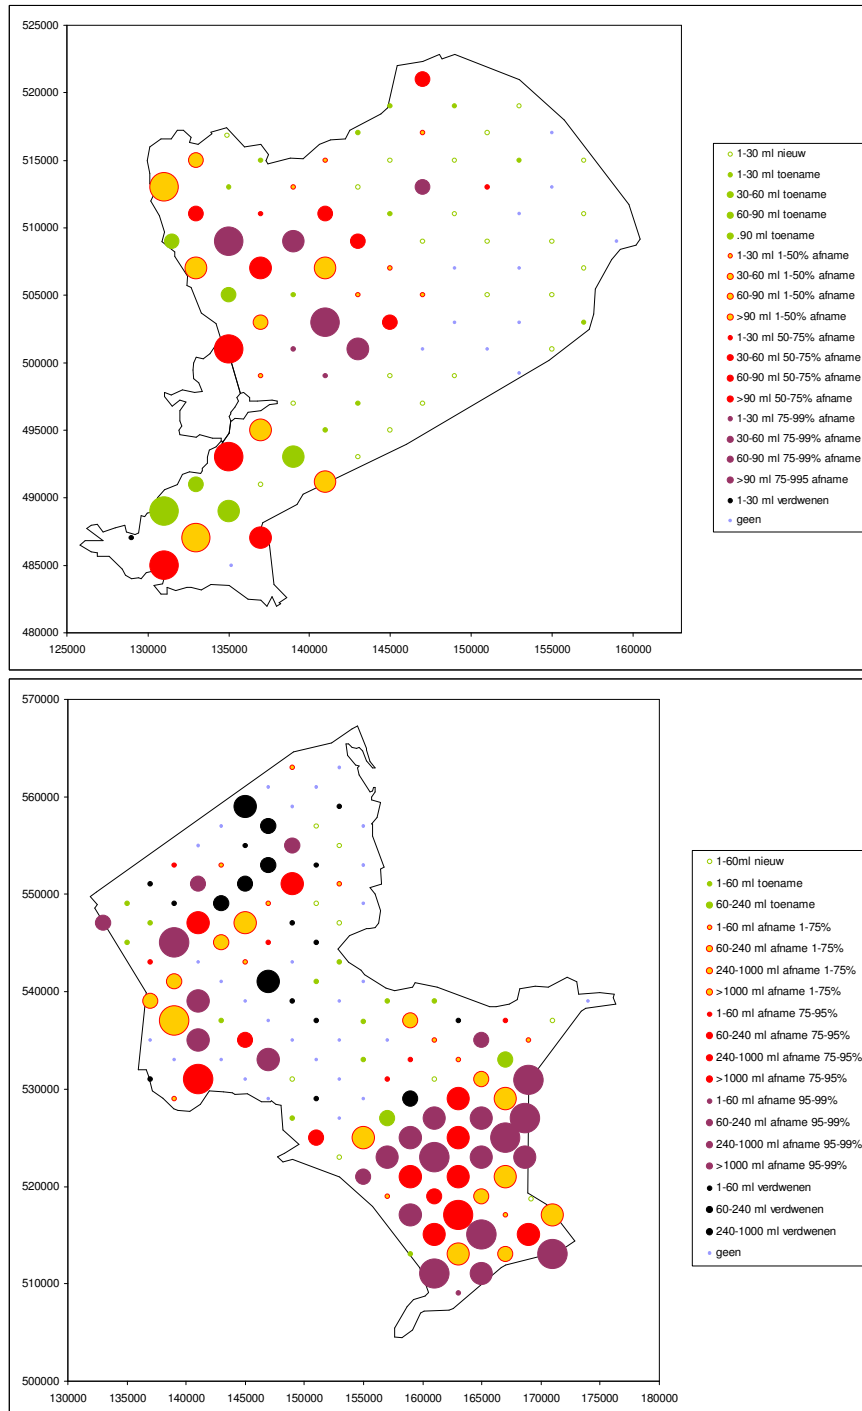 525000
520000
515000
510000
505000
500000
495000
490000
485000
480000
125000 130000 135000 140000 145000 150000 155000 160000
1-30 ml nieuw
1-30 ml toename
30-60 ml toename
60-90 ml toename
.90 ml toename
1-30 ml 1-50% afname
30-60 ml 1-50% afname
60-90 ml 1-50% afname
>90 ml 1-50% afname
1-30 ml 50-75% afname
30-60 ml 50-75% afname
60-90 ml 50-75% afname
>90 ml 50-75% afname
1-30 ml 75-99% afname
30-60 ml 75-99% afname
60-90 ml 75-99% afname
>90 ml 75-995 afname
1-30 ml verdwenen
geen
570000
560000
550000
540000
530000
520000
510000
500000
130000 135000 140000 145000 150000 155000 160000 165000 170000 175000 180000
1-60ml nieuw
1-60 ml toename
60-240 ml toename
1-60 ml afname 1-75%
60-240 ml afname 1-75%
240-1000 ml afname 1-75%
>1000 ml afname 1-75%
1-60 ml afname 75-95%
60-240 ml afname 75-95%
240-1000 ml afname 75-95%
>1000 ml afname 75-95%
1-60 ml afname 95-99%
60-240 ml afname 95-99%
240-1000 ml afname 95-99%
>1000 ml afname 95-99%
1-60 ml verdwenen
60-240 ml verdwenen
240-1000 ml verdwenen
geen